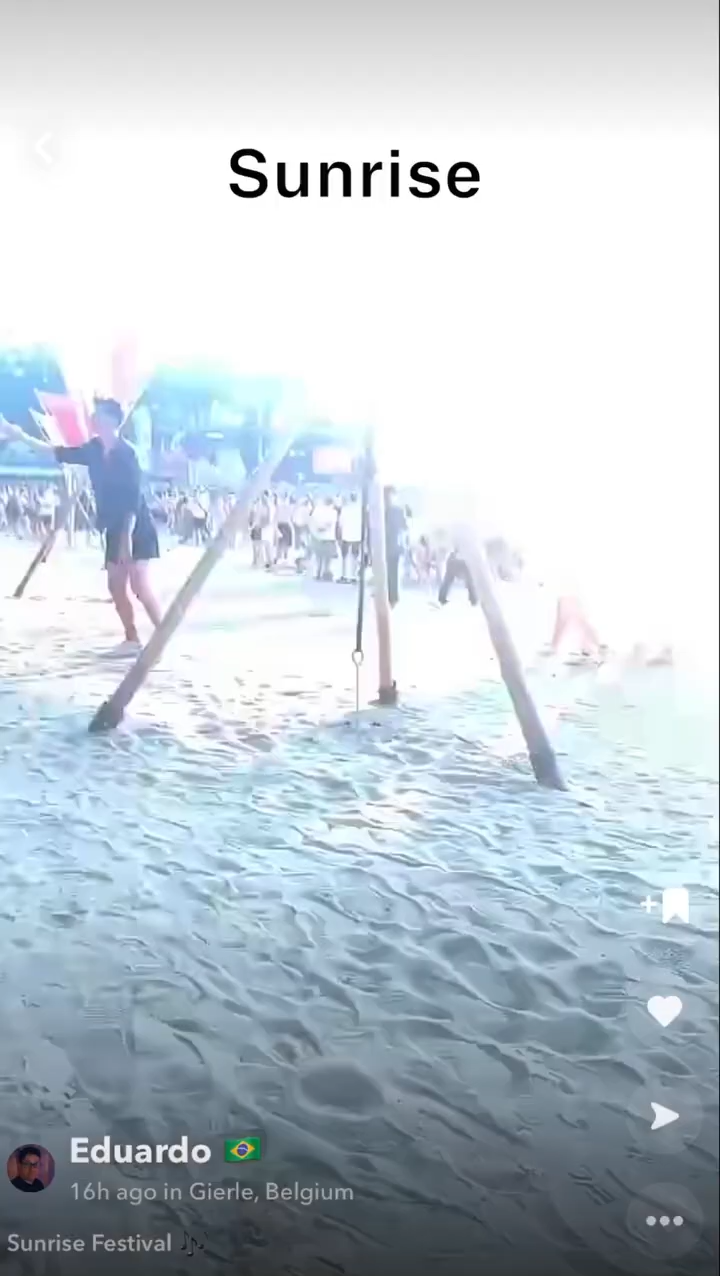 Sunrise
Eduardo 🇧🇷
16h ago in Gierle, Belgium
Sunrise Festival 🎶